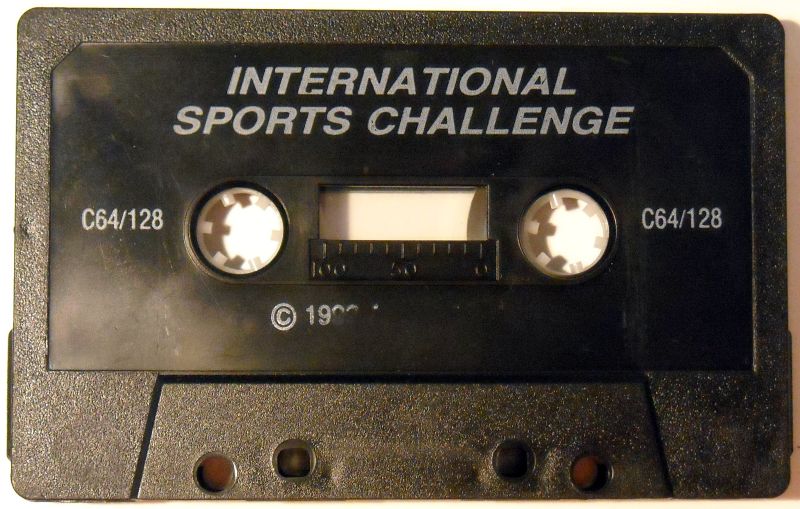 INTERNATIONAL
SPORTS CHALLENGE
C64/128
C64/128
100 50 0
©